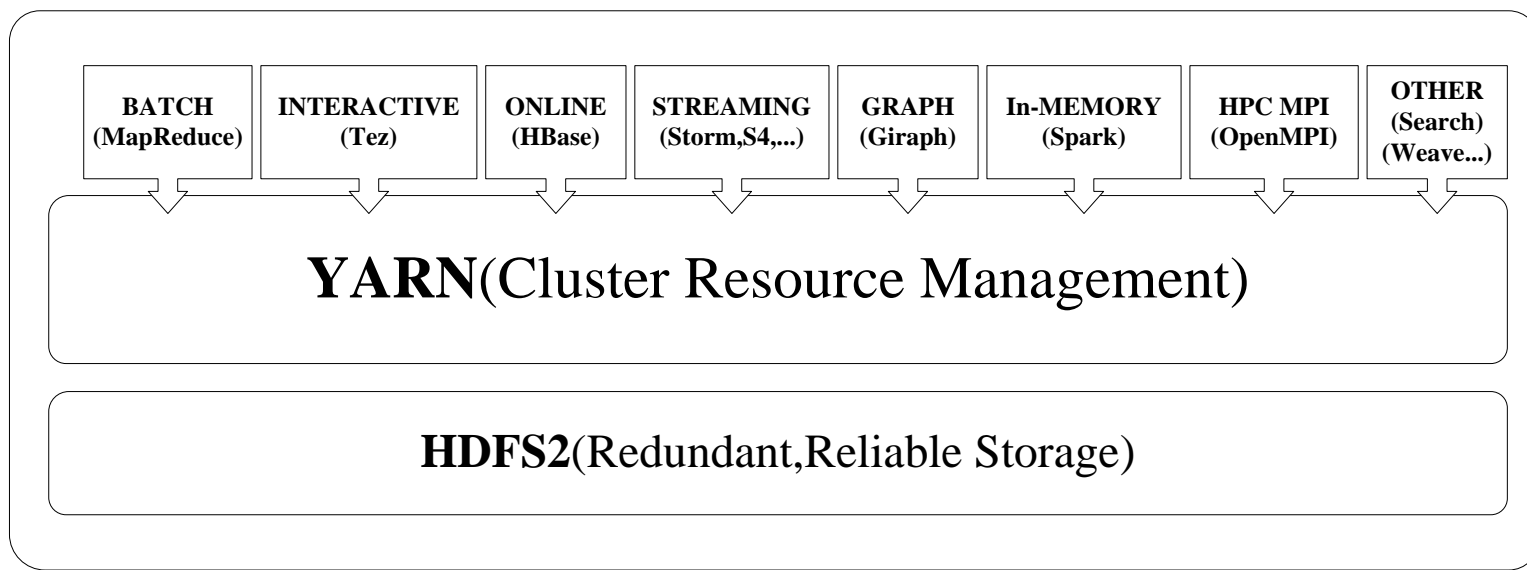 BATCH
(MapReduce)
INTERACTIVE
(Tez)
ONLINE
(HBase)
STREAMING
(Storm,S4,...)
GRAPH
(Giraph)
In-MEMORY
(Spark)
HPC MPI
(OpenMPI)
OTHER
(Search)
(Weave...)
YARN(Cluster Resource Management)
HDFS2(Redundant,Reliable Storage)